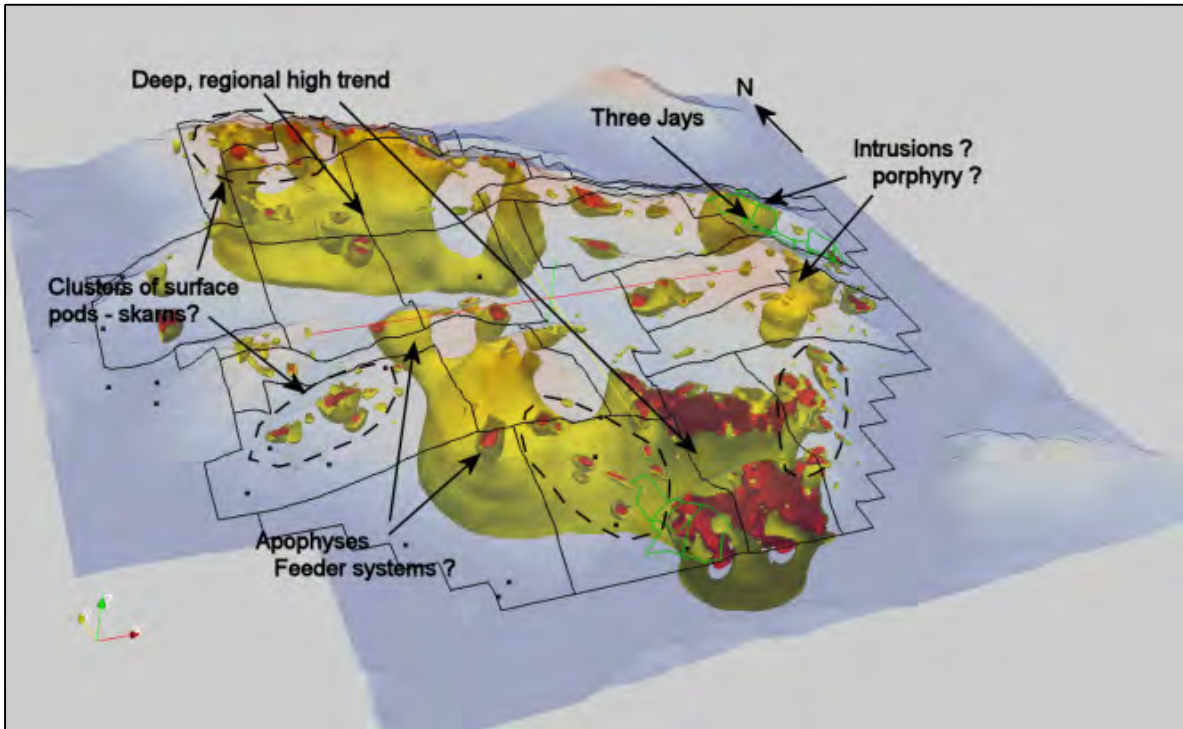 Deep, regional high trend
N
Three Jays
Intrusions ?
porphyry ?
Clusters of surface
pods - skarns?
Apophyses
Feeder systems ?